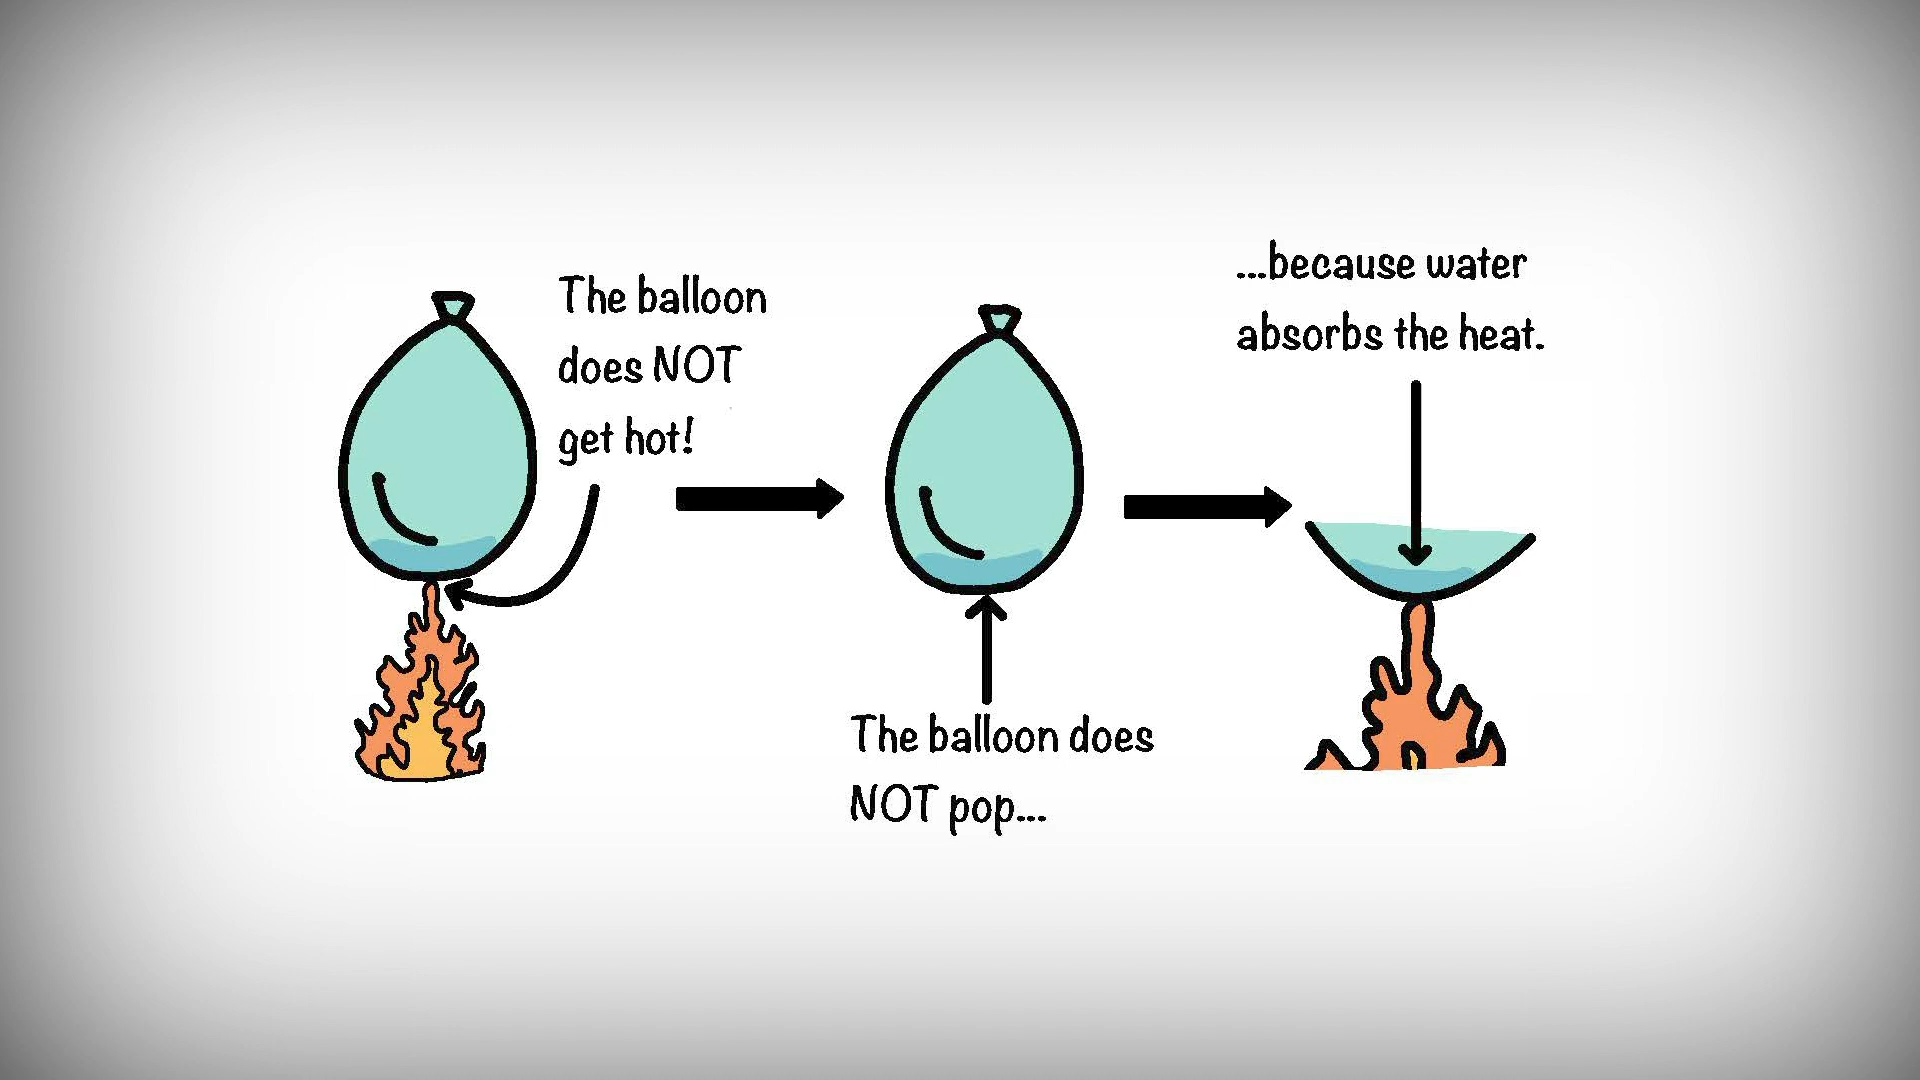 The balloon
does NOT
get hot!
The balloon does
NOT pop...
...because water
absorbs the heat.